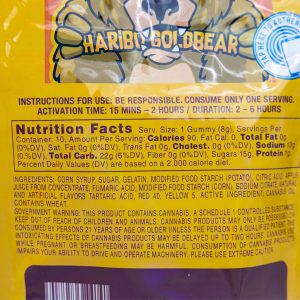 HARIBO GOLDBEAR
INSTRUCTIONS FOR USE: BE RESPONSIBLE. CONSUME ONLY ONE SERVING.
ACTIVATION TIME: 15 MINS – 2 HOURS | DURATION: 2 – 6 HOURS
Nutrition Facts Serv. Size: 1 Gummy (8g), Servings Per
Container: 10, Amount Per Serving: Calories 90, Fat Cal. 0, Total Fat 0g
(0%DV), Sat. Fat 0g (0%DV), Trans Fat 0g, Cholest. 0g (0%DV), Sodium
(0%DV), Total Carb. 22g (6%DV), Fiber 0g (0%DV), Sugars 15g, Protein
Percent Daily Values (DV) are based on a 2,000 calorie diet.
INGREDIENTS: CORN SYRUP, SUGAR, GELATIN, MODIFIED FOOD STARCH (POTATO), CITRIC
JUICE FROM CONCENTRATE, FUMARIC ACID, MODIFIED FOOD STARCH (CORN), SODIUM CITRATE,
AND ARTIFICIAL FLAVORS TARTARIC ACID, RED 40, YELLOW 5, ACTIVE INGREDIENT: CANNABIS
CONTAINS WHEAT.
GOVERNMENT WARNING: THIS PRODUCT CONTAINS CANNABIS, A SCHEDULE I CONTROLLED SUBSTANCE.
KEEP OUT OF REACH OF CHILDREN AND ANIMALS. CANNABIS PRODUCTS MAY ONLY BE POSSESSED OR
CONSUMED BY PERSONS 21 YEARS OF AGE OR OLDER UNLESS THE PERSON IS A QUALIFIED PATIENT.
INTOXICATING EFFECTS OF CANNABIS PRODUCTS MAY BE DELAYED UP TO TWO HOURS. CANNABIS
WHILE PREGNANT OR BREASTFEEDING MAY BE HARMFUL. CONSUMPTION OF CANNABIS PRODUCTS
IMPAIRS YOUR ABILITY TO DRIVE AND OPERATE MACHINERY. PLEASE USE EXTREME CAUTION.